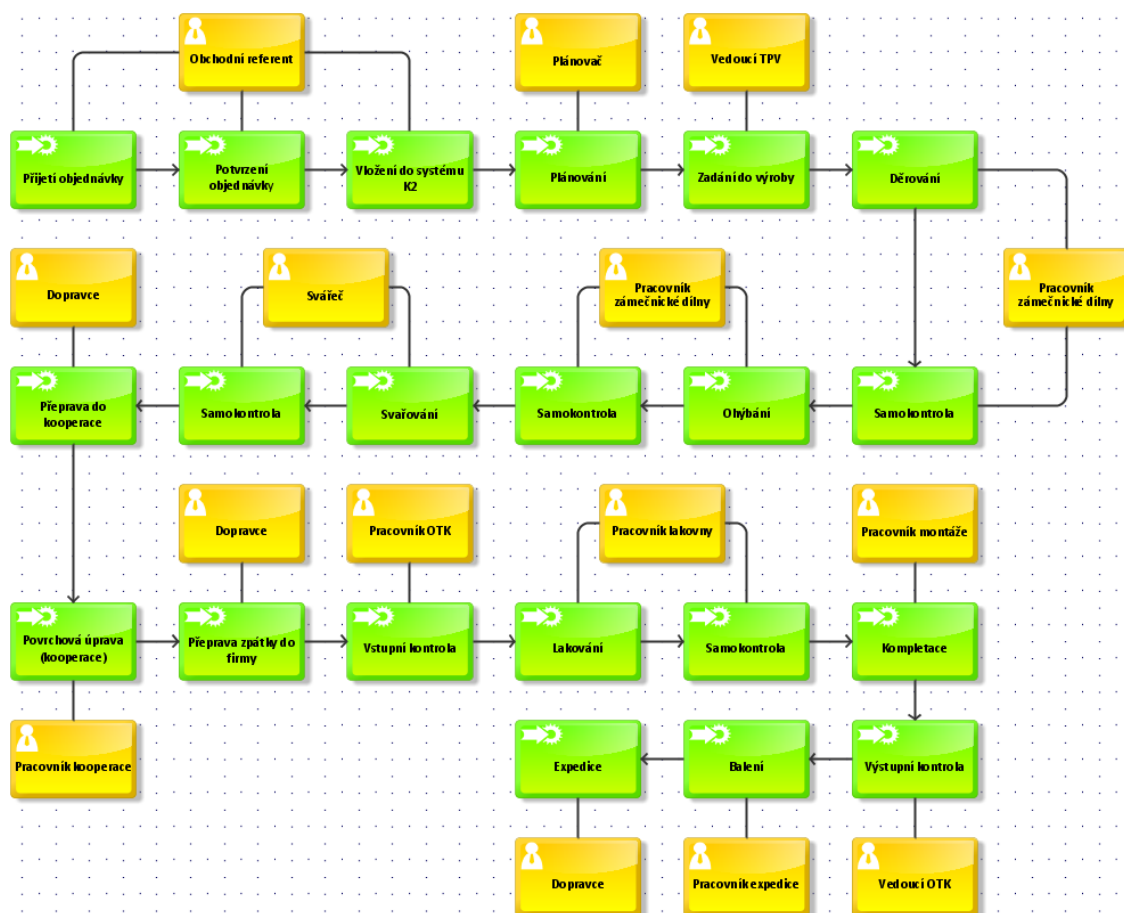 Obchodní referent
Plánovač
Vedoucí TPV
Přijetí objednávky
Potvrzení
objednávky
Vložení do systému
K2
Plánování
Zadání do výroby
Děrování
Dopravce
Svářeč
Pracovník
zámečnické dílny
Pracovník
zámečnické dílny
Přeprava do
kooperace
Samokontrola
Svařování
Samokontrola
Ohýbání
Samokontrola
Dopravce
Pracovník OTK
Pracovník lakovny
Pracovník montáže
Povrchová úprava
(kooperace)
Přeprava zpátky do
firmy
Vstupní kontrola
Lakování
Samokontrola
Kompletace
Pracovník kooperace
Expedice
Balení
Výstupní kontrola
Dopravce
Pracovník expedice
Vedoucí OTK